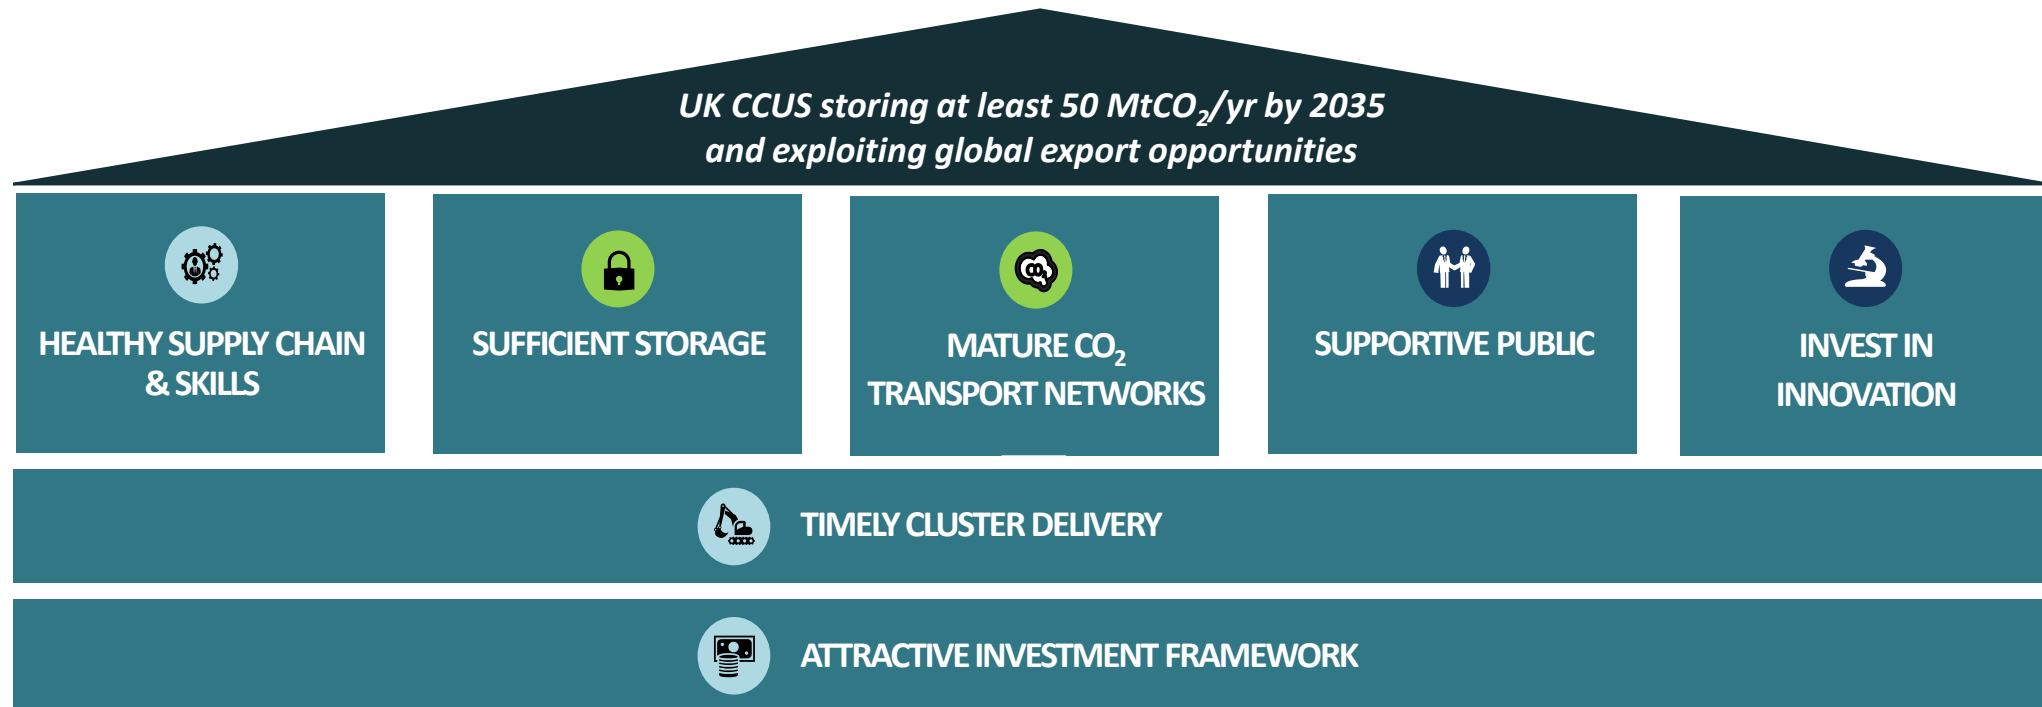 UK CCUS storing at least 50 MtCO₂/yr by 2035
and exploiting global export opportunities
HEALTHY SUPPLY CHAIN
& SKILLS
SUFFICIENT STORAGE
CO₂
MATURE CO₂
TRANSPORT NETWORKS
SUPPORTIVE PUBLIC
INVEST IN
INNOVATION
TIMELY CLUSTER DELIVERY
ATTRACTIVE INVESTMENT FRAMEWORK